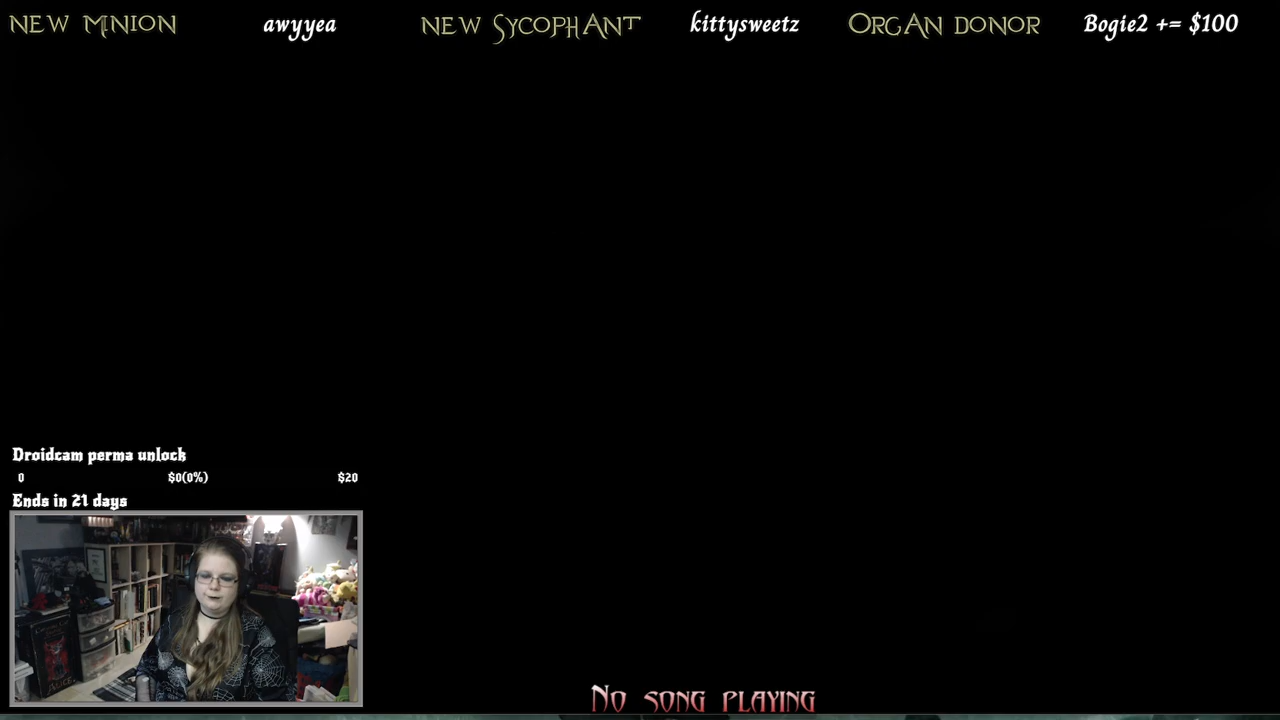 NEW MINION awyyea NEW SYCOPHANT kittysweetz ORGAN DONOR Bogie2 += $100
Droidcam perma unlock
0 $0(0%) $20
Ends in 21 days
ALICE
No song playing